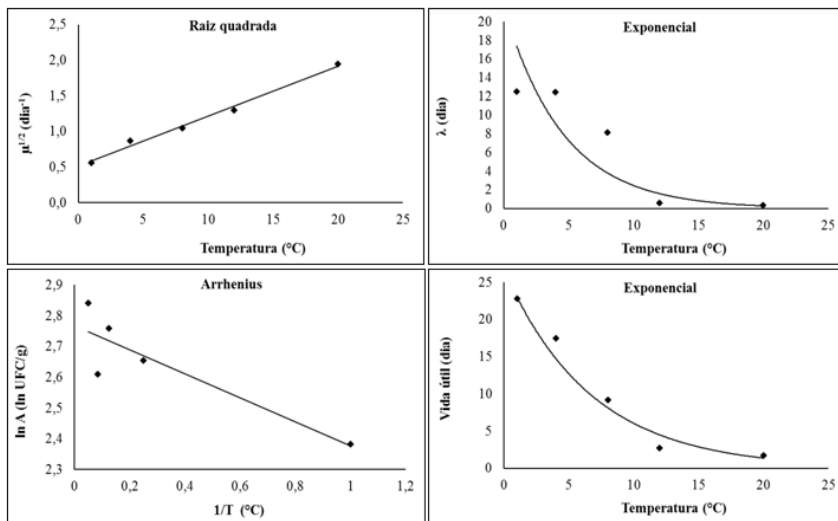 Raiz quadrada
2,5
2,0
1,5
1,0
0,5
0,0
µ^1/2 (dia^-1)
0 5 10 15 20 25
Temperatura (°C)
Exponencial
20
18
16
14
12
10
8
6
4
2
0
λ (dia)
0 5 10 15 20 25
Temperatura (°C)
Arrhenius
2,9
2,8
2,7
2,6
2,5
2,4
2,3
ln A (ln UFC/g)
0 0,2 0,4 0,6 0,8 1 1,2
1/T (°C)
Exponencial
25
20
15
10
5
0
Vida útil (dia)
0 5 10 15 20 25
Temperatura (°C)